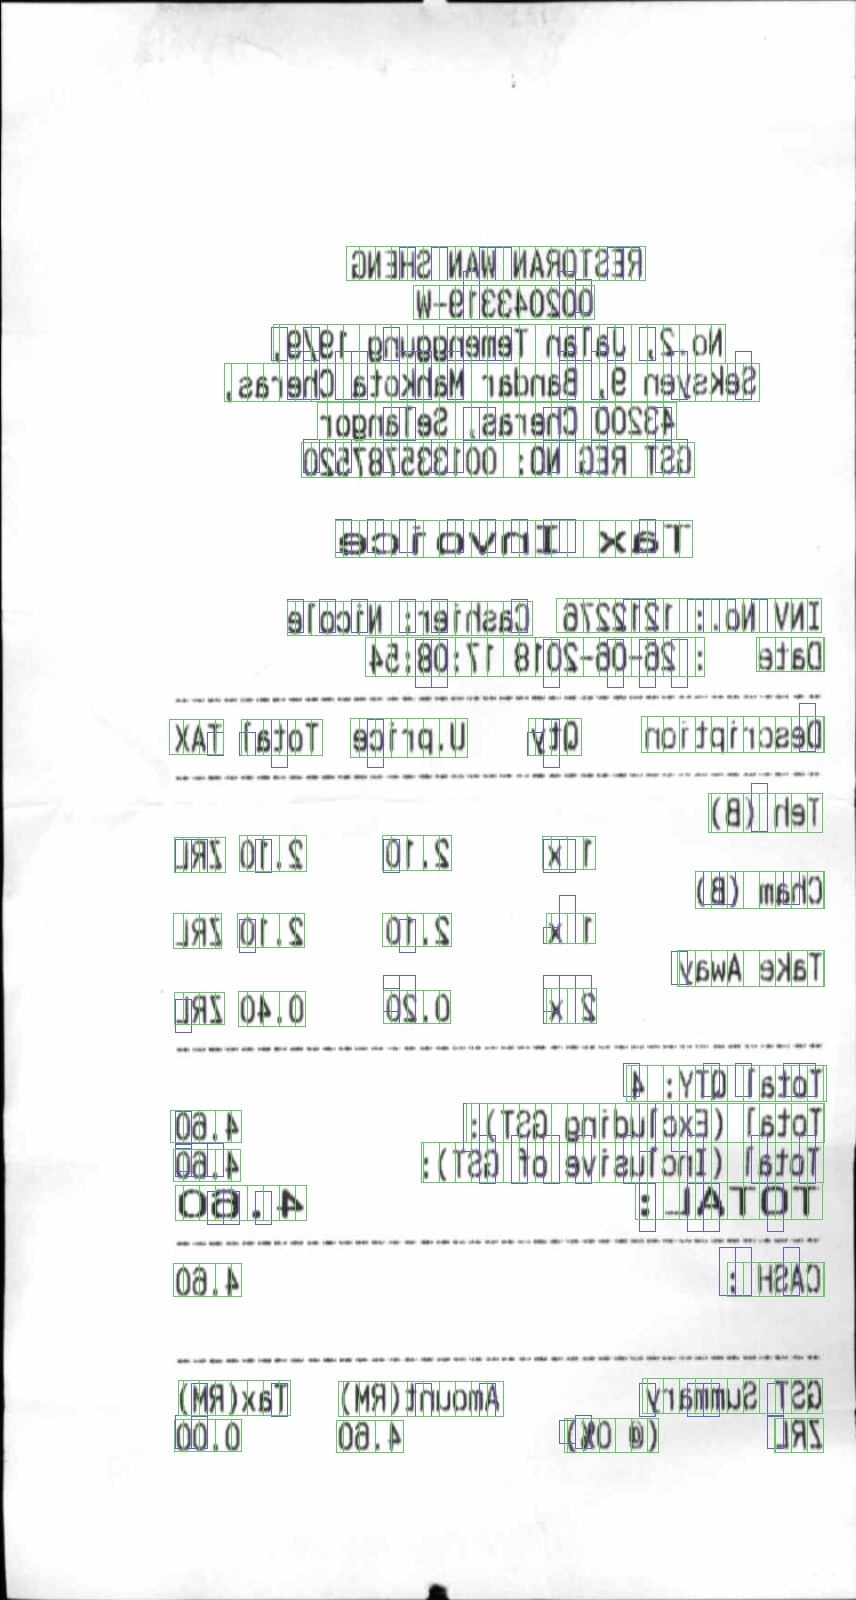 RESTORAN WAN SHENG
002043319-W
No.2, Jalan Temenggung 19/9,
Seksyen 9, Bandar Mahkota Cheras,
43200 Cheras, Selangor
GST REG NO: 001335787520
Tax Invoice
INV No.: 1212276 Cashier: Nicole
Date : 26-06-2018 17:08:54
Description Qty U.price Total TAX
Teh (B)
1 x 2.10 2.10 ZRL
Cham (B)
1 x 2.10 2.10 ZRL
Take Away
2 x 0.20 0.40 ZRL
Total QTY: 4
Total (Excluding GST): 4.60
Total (Inclusive of GST): 4.60
TOTAL: 4.60
CASH : 4.60
GST Summary Amount(RM) Tax(RM)
ZRL (@ 0%) 4.60 0.00